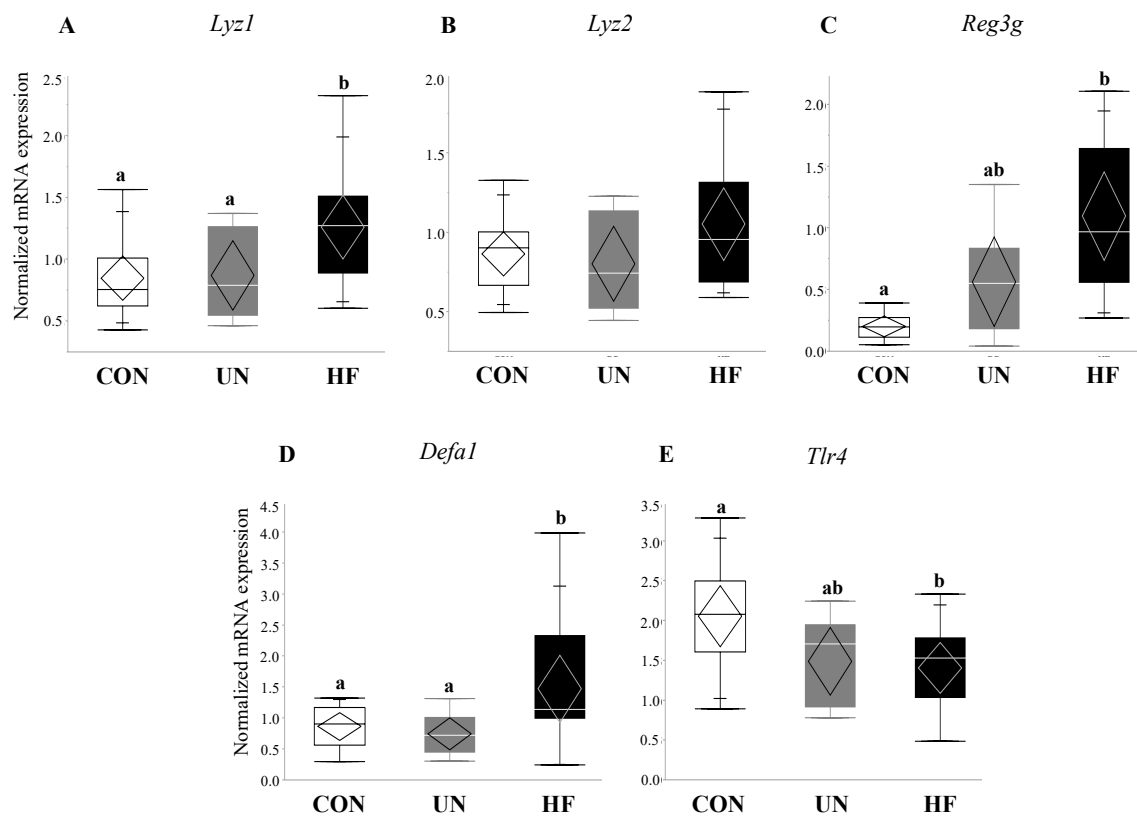 A Lyz1
B Lyz2
C Reg3g
Normalized mRNA expression
2.5
2.0
1.5
1.0
0.5
a
a
b
CON UN HF
2.0
1.5
1.0
0.5
CON UN HF
2.0
1.5
1.0
0.5
0.0
a
ab
b
CON UN HF
D Defa1
E Tlr4
Normalized mRNA expression
4.5
4.0
3.5
3.0
2.5
2.0
1.5
1.0
0.5
0.0
a
a
b
CON UN HF
3.5
3.0
2.5
2.0
1.5
1.0
0.5
0.0
a
ab
b
CON UN HF